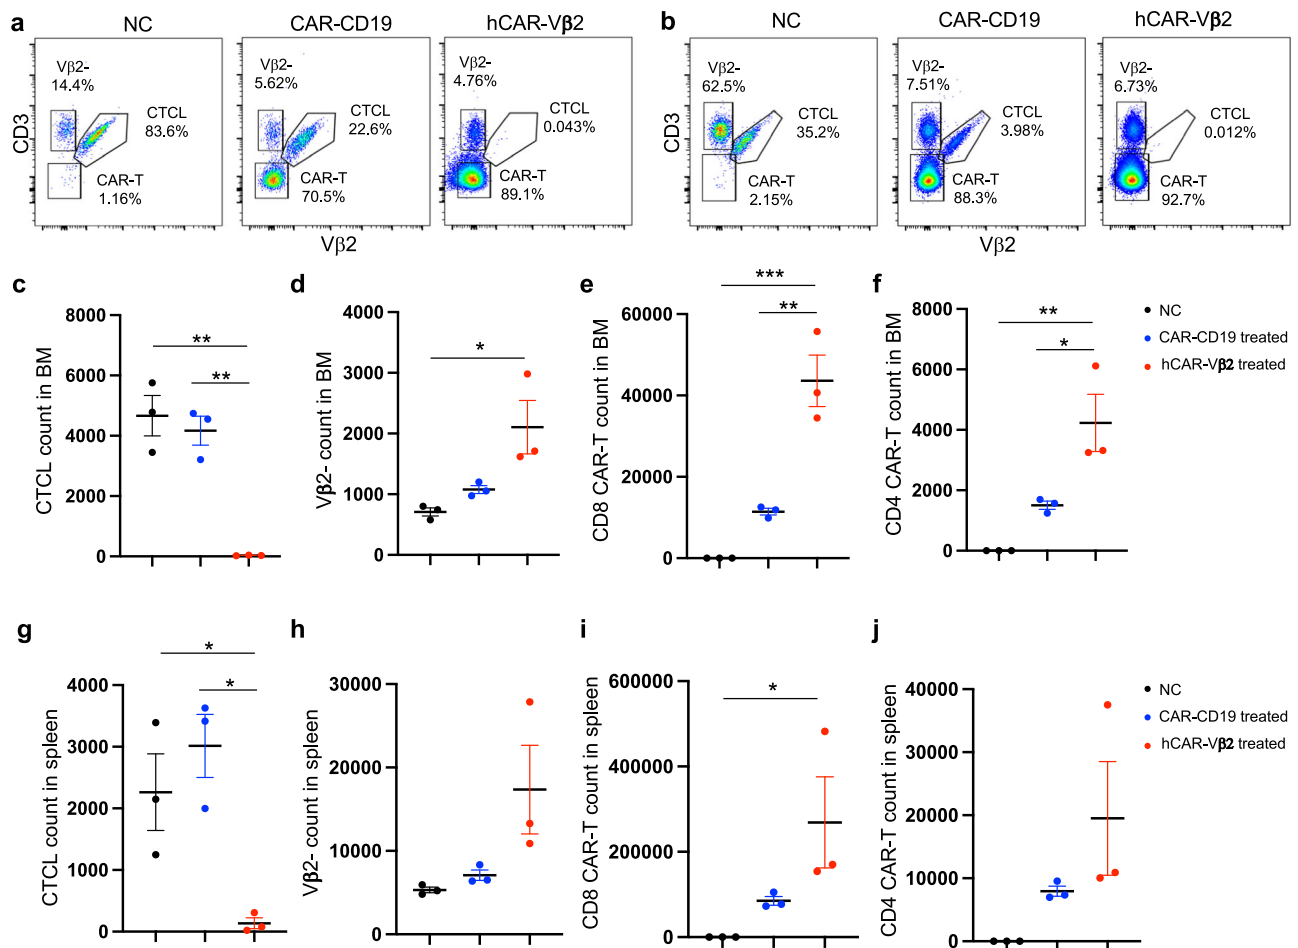 a
NC
CAR-CD19
hCAR-Vβ2
CD3
Vβ2-
14.4%
CTCL
83.6%
CAR-T
1.16%
Vβ2-
5.62%
CTCL
22.6%
CAR-T
70.5%
Vβ2-
4.76%
CTCL
0.043%
CAR-T
89.1%
Vβ2
b
NC
CAR-CD19
hCAR-Vβ2
CD3
Vβ2-
62.5%
CTCL
35.2%
CAR-T
2.15%
Vβ2-
7.51%
CTCL
3.98%
CAR-T
88.3%
Vβ2-
6.73%
CTCL
0.012%
CAR-T
92.7%
Vβ2
c
CTCL count in BM
8000
6000
4000
2000
0
**
**
d
Vβ2- count in BM
4000
3000
2000
1000
0
*
e
CD8 CAR-T count in BM
60000
40000
20000
0
***
**
f
CD4 CAR-T count in BM
8000
6000
4000
2000
0
**
*
NC
CAR-CD19 treated
hCAR-Vβ2 treated
g
CTCL count in spleen
4000
3000
2000
1000
0
*
*
h
Vβ2- count in spleen
30000
20000
10000
0
i
CD8 CAR-T count in spleen
600000
400000
200000
0
*
j
CD4 CAR-T count in spleen
40000
30000
20000
10000
0
NC
CAR-CD19 treated
hCAR-Vβ2 treated